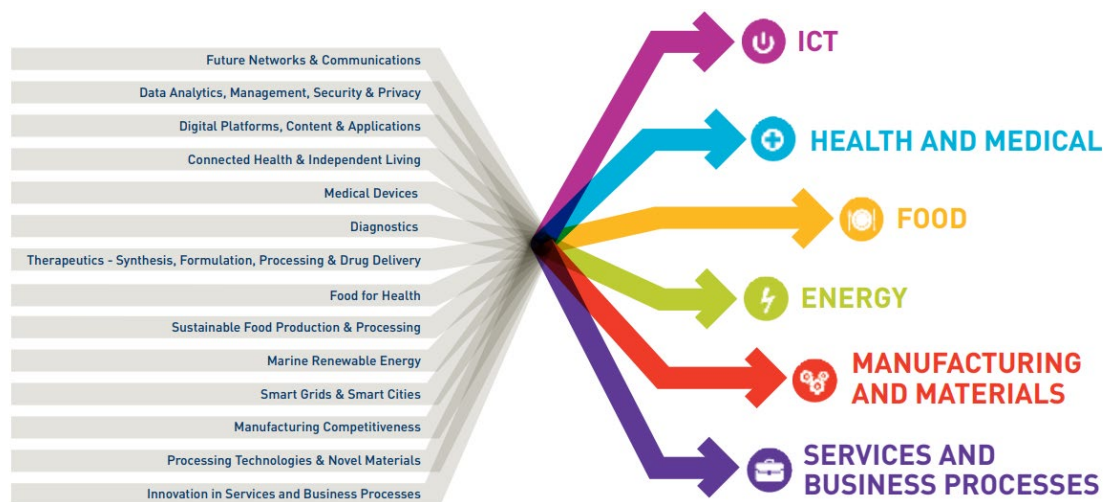 Future Networks & Communications
Data Analytics, Management, Security & Privacy
Digital Platforms, Content & Applications
Connected Health & Independent Living
Medical Devices
Diagnostics
Therapeutics - Synthesis, Formulation, Processing & Drug Delivery
Food for Health
Sustainable Food Production & Processing
Marine Renewable Energy
Smart Grids & Smart Cities
Manufacturing Competitiveness
Processing Technologies & Novel Materials
Innovation in Services and Business Processes
ICT
HEALTH AND MEDICAL
FOOD
ENERGY
MANUFACTURING
AND MATERIALS
SERVICES AND
BUSINESS PROCESSES